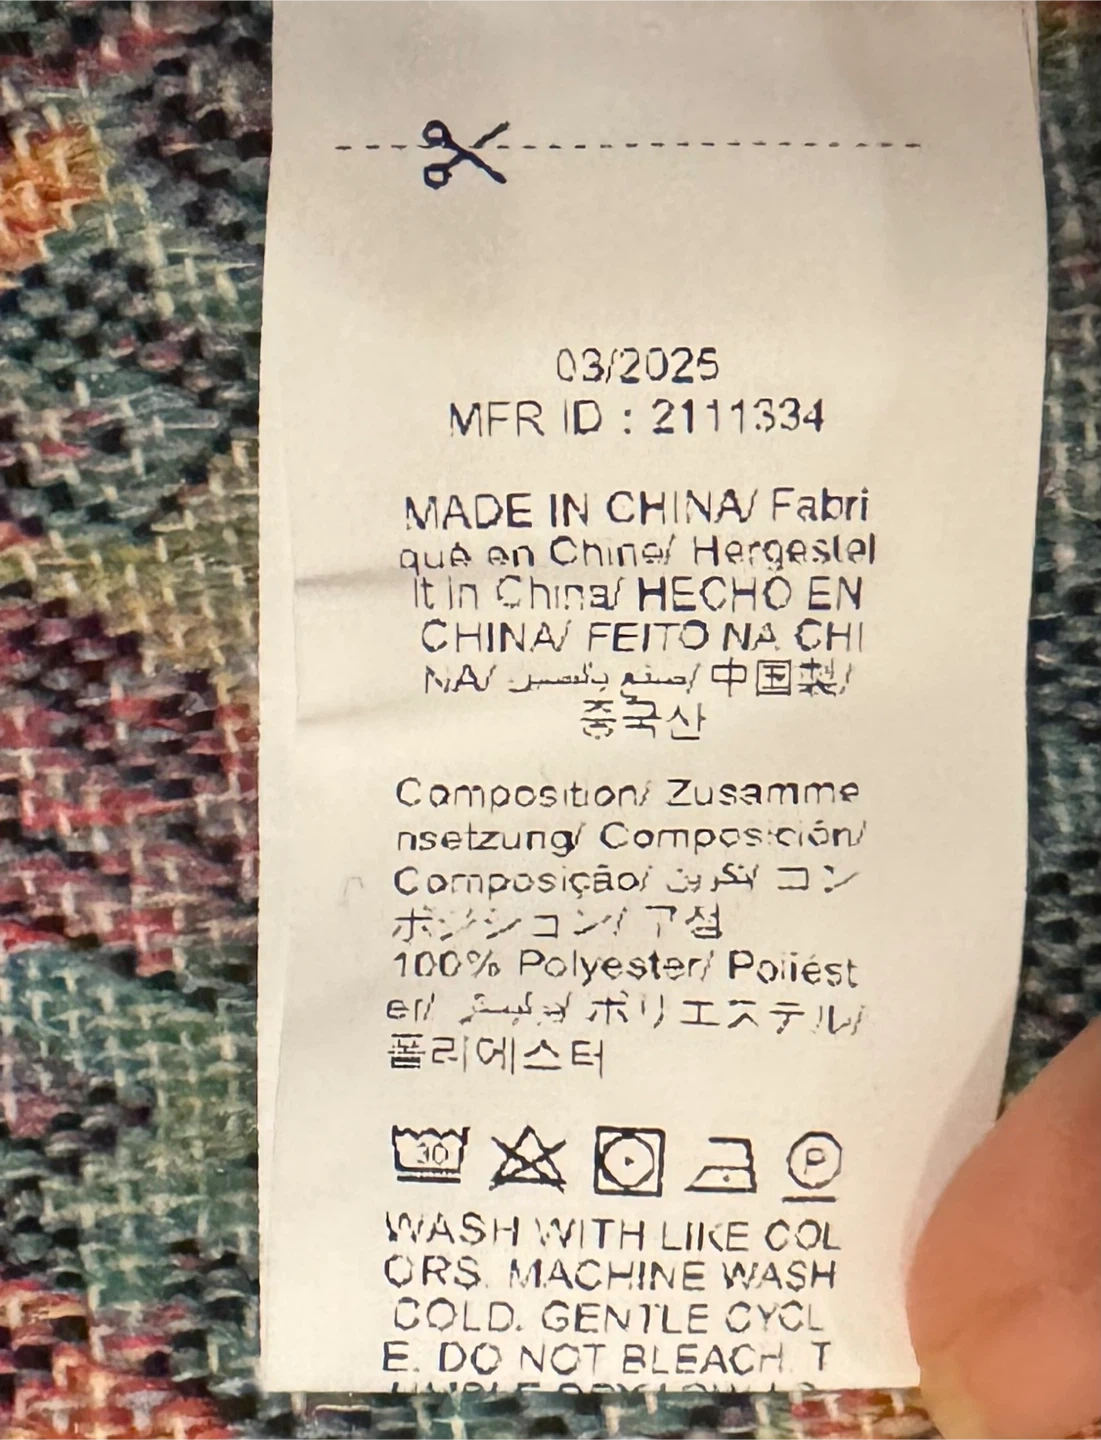 03/2025
MFR ID : 2111334
MADE IN CHINA/ Fabri
qué en Chine/ Hergestel
lt in China/ HECHO EN
CHINA/ FEITO NA CHI
NA/ صنع بالصين/ 中国製/
중국산
Composition/ Zusamme
nsetzung/ Composición/
Composição/ コン
ポジション/ 구성
100% Polyester/ Poliést
er/ بوليستر/ ポリエステル/
폴리에스터
30
P
WASH WITH LIKE COL
ORS. MACHINE WASH
COLD. GENTLE CYCL
E. DO NOT BLEACH. T